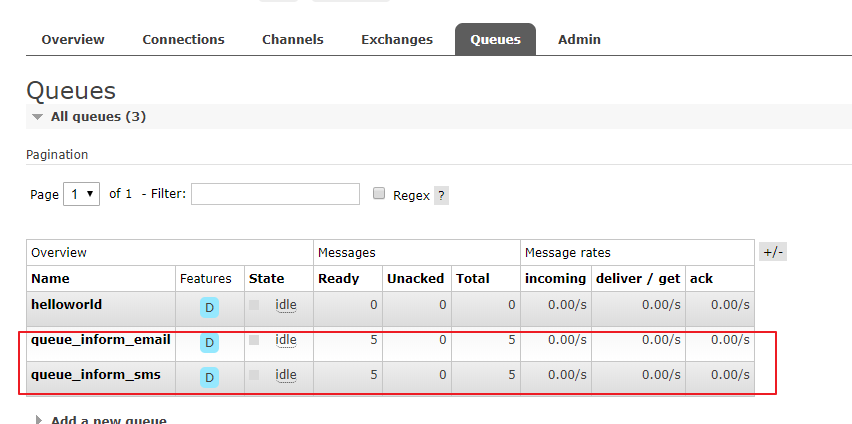 Overview Connections Channels Exchanges Queues Admin
Queues
All queues (3)
Pagination
Page 1 of 1 - Filter: Regex ?
Overview Messages Message rates +/-
Name Features State Ready Unacked Total incoming deliver / get ack
helloworld D idle 0 0 0 0.00/s 0.00/s 0.00/s
queue_inform_email D idle 5 0 5 0.00/s 0.00/s 0.00/s
queue_inform_sms D idle 5 0 5 0.00/s 0.00/s 0.00/s
Add a new queue